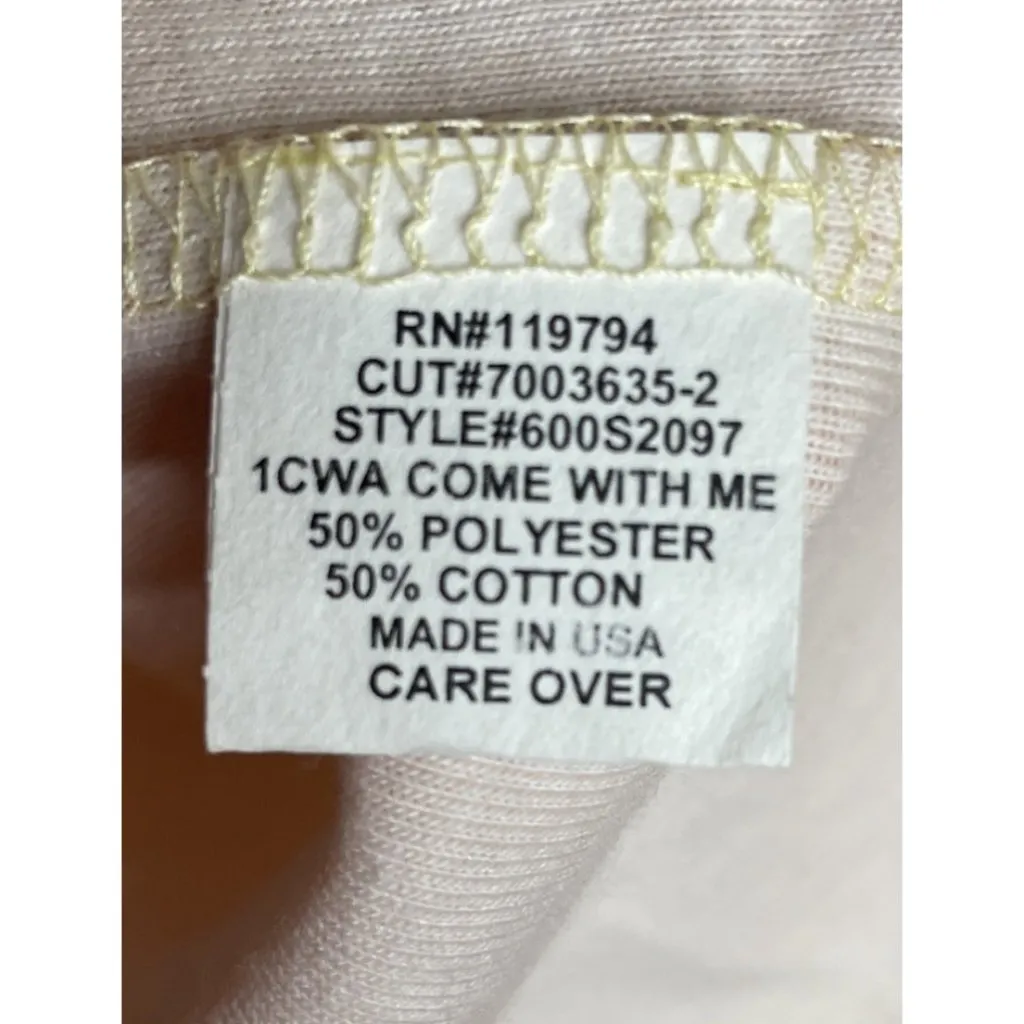 RN#119794
CUT#7003635-2
STYLE#600S2097
1CWA COME WITH ME
50% POLYESTER
50% COTTON
MADE IN USA
CARE OVER